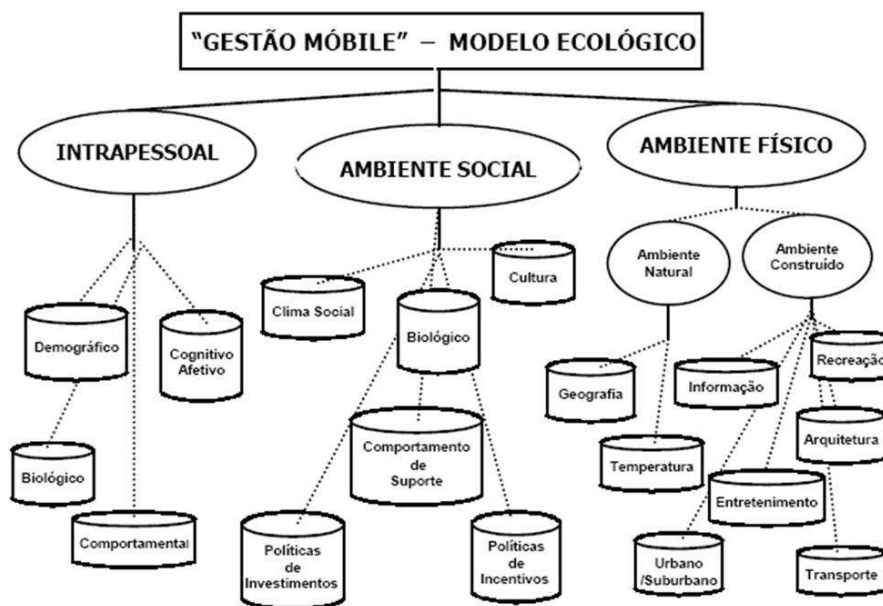 “GESTÃO MÓBILE” – MODELO ECOLÓGICO
INTRAPESSOAL
AMBIENTE SOCIAL
AMBIENTE FÍSICO
Ambiente
Natural
Ambiente
Construído
Demográfico
Cognitivo
Afetivo
Biológico
Comportamental
Clima Social
Cultura
Biológico
Comportamento
de
Suporte
Políticas
de
Investimentos
Políticas
de
Incentivos
Geografia
Temperatura
Informação
Recreação
Arquitetura
Entretenimento
Urbano
/Suburbano
Transporte